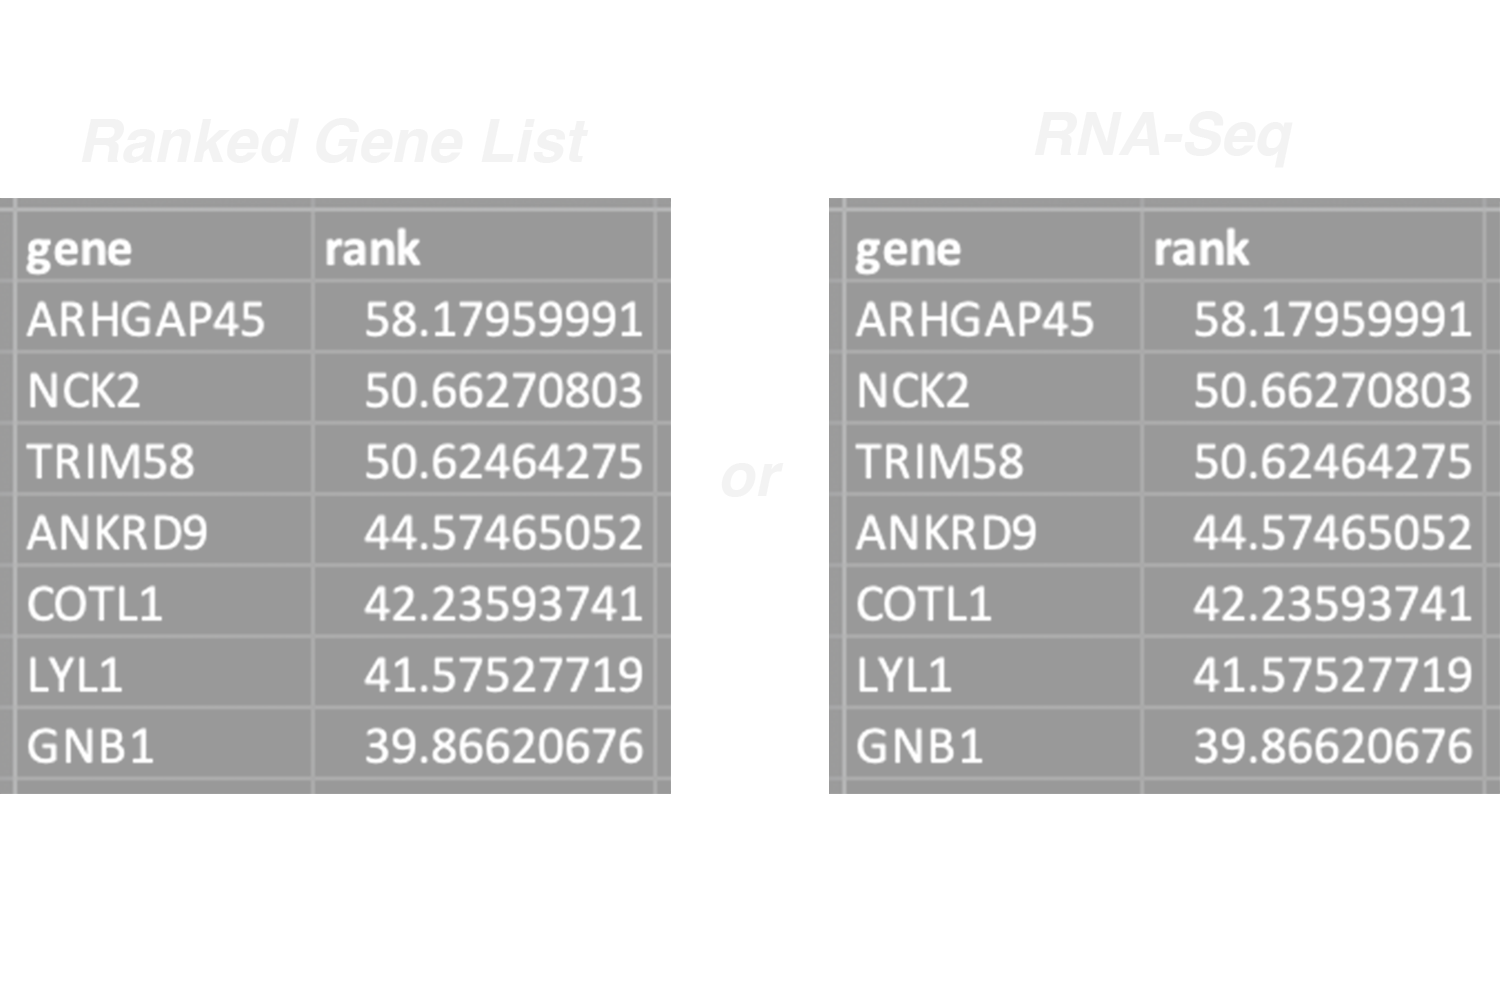 Ranked Gene List
gene rank
ARHGAP45 58.17959991
NCK2 50.66270803
TRIM58 50.62464275
ANKRD9 44.57465052
COTL1 42.23593741
LYL1 41.57527719
GNB1 39.86620676
or
RNA-Seq
gene rank
ARHGAP45 58.17959991
NCK2 50.66270803
TRIM58 50.62464275
ANKRD9 44.57465052
COTL1 42.23593741
LYL1 41.57527719
GNB1 39.86620676